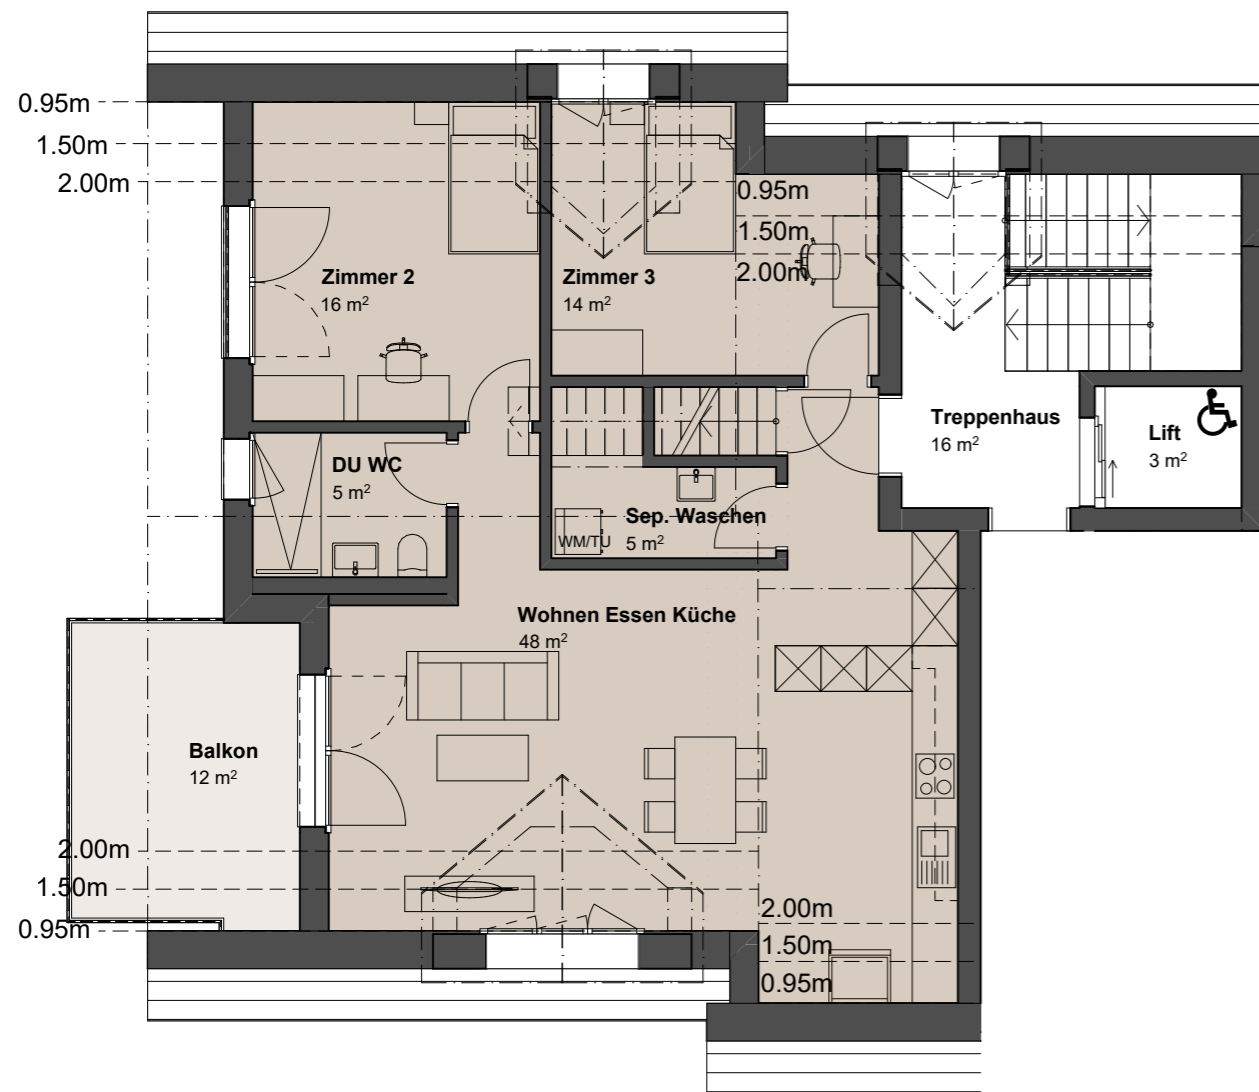 0.95m
1.50m
2.00m
0.95m
1.50m
2.00m
Zimmer 2
16 m²
Zimmer 3
14 m²
Treppenhaus
16 m²
Lift
3 m²
DU WC
5 m²
Sep. Waschen
5 m²
WM/TU
Wohnen Essen Küche
48 m²
Balkon
12 m²
2.00m
1.50m
0.95m
2.00m
1.50m
0.95m